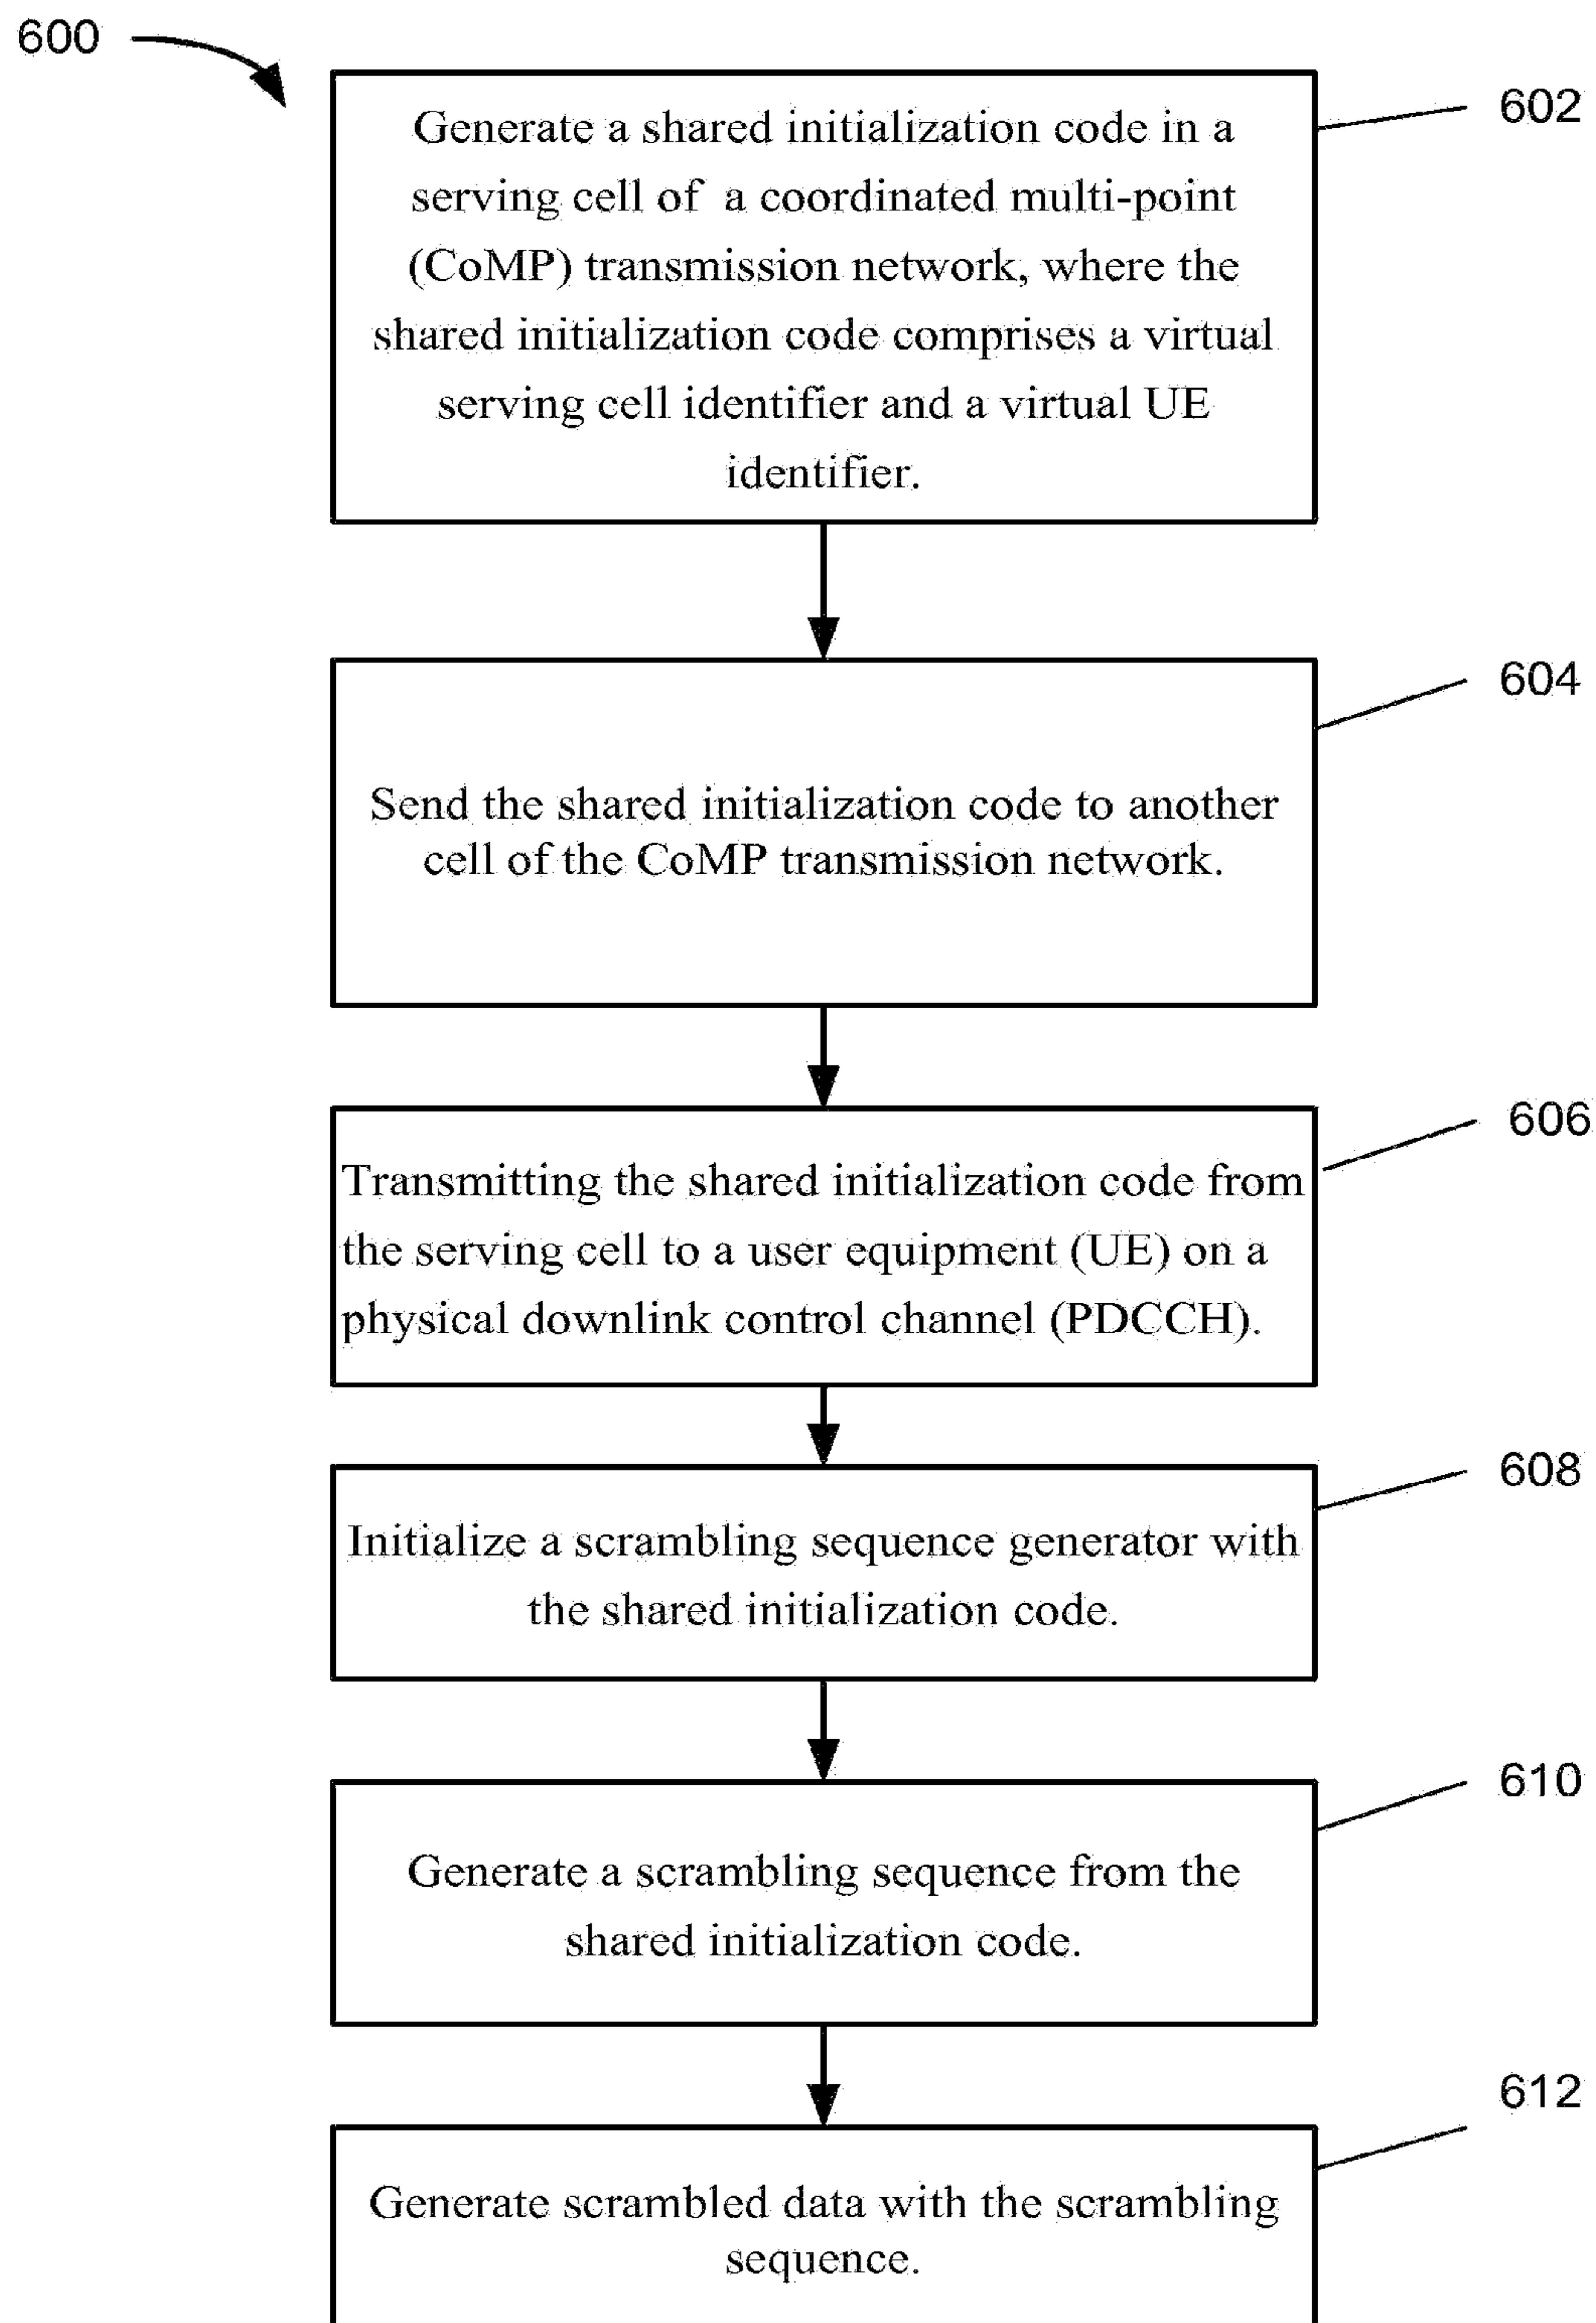 600
602
Generate a shared initialization code in a
serving cell of a coordinated multi-point
(CoMP) transmission network, where the
shared initialization code comprises a virtual
serving cell identifier and a virtual UE
identifier.
604
Send the shared initialization code to another
cell of the CoMP transmission network.
606
Transmitting the shared initialization code from
the serving cell to a user equipment (UE) on a
physical downlink control channel (PDCCH).
608
Initialize a scrambling sequence generator with
the shared initialization code.
610
Generate a scrambling sequence from the
shared initialization code.
612
Generate scrambled data with the scrambling
sequence.